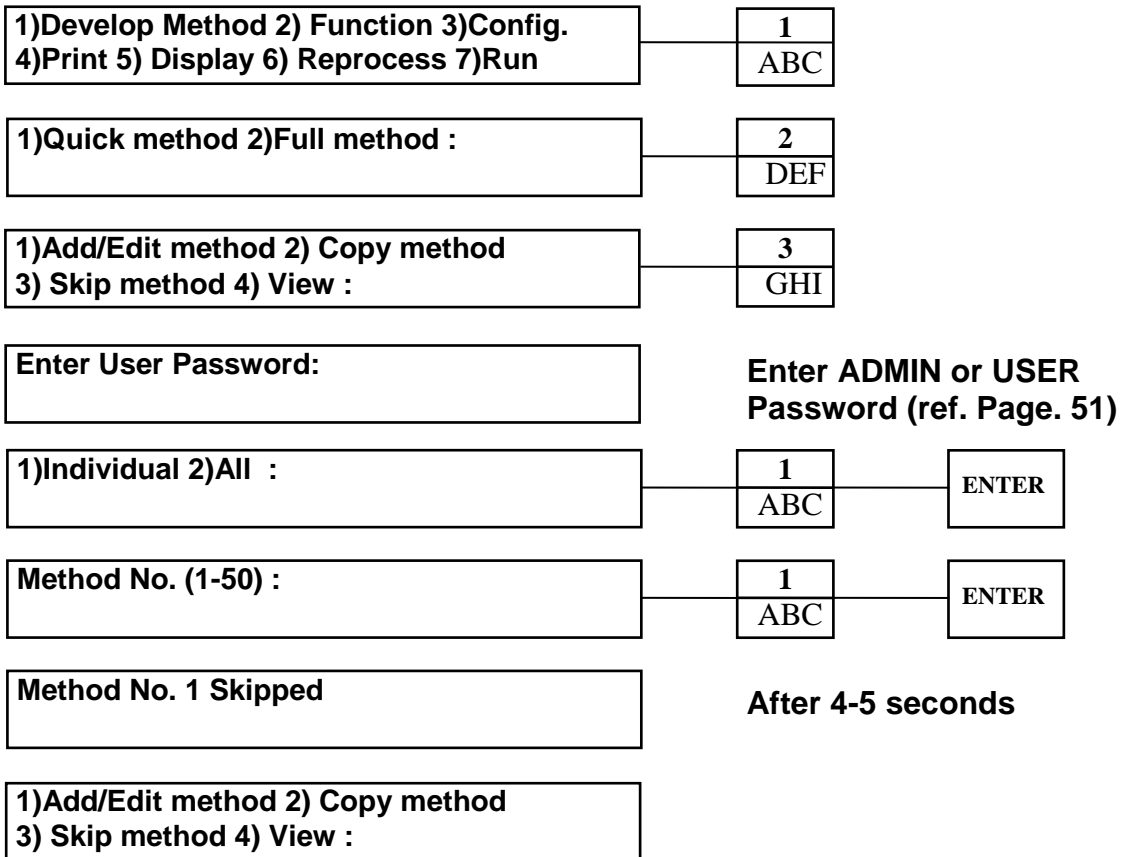 1)Develop Method 2) Function 3)Config.
4)Print 5) Display 6) Reprocess 7)Run
1
ABC
1)Quick method 2)Full method :
2
DEF
1)Add/Edit method 2) Copy method
3) Skip method 4) View :
3
GHI
Enter User Password:
Enter ADMIN or USER
Password (ref. Page. 51)
1)Individual 2)All :
1
ABC
ENTER
Method No. (1-50) :
1
ABC
ENTER
Method No. 1 Skipped
After 4-5 seconds
1)Add/Edit method 2) Copy method
3) Skip method 4) View :